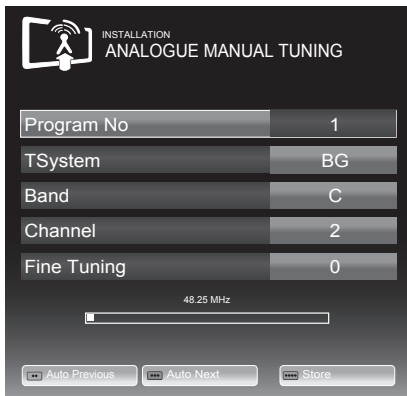 INSTALLATION
ANALOGUE MANUAL TUNING
Program No 1
TSystem BG
Band C
Channel 2
Fine Tuning 0
48.25 MHz
Auto Previous Auto Next Store